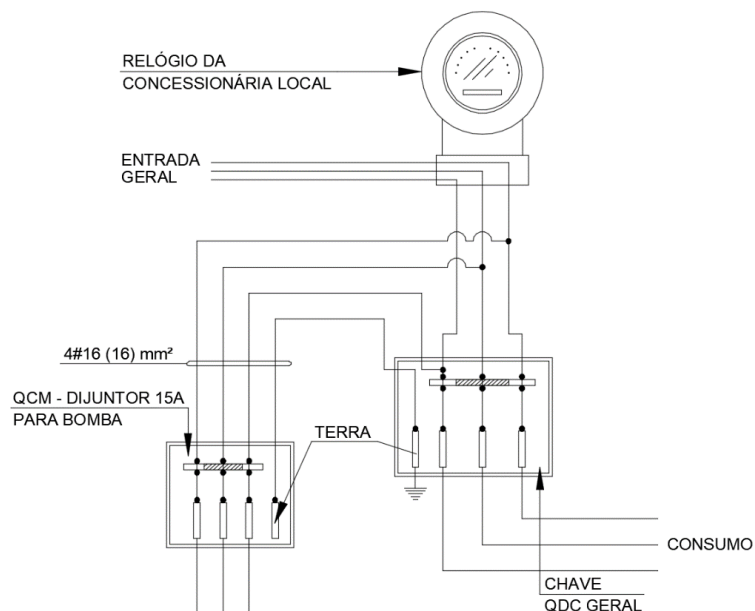 RELÓGIO DA
CONCESSIONÁRIA LOCAL
ENTRADA
GERAL
4#16 (16) mm²
QCM - DIJUNTOR 15A
PARA BOMBA
TERRA
CONSUMO
CHAVE
QDC GERAL